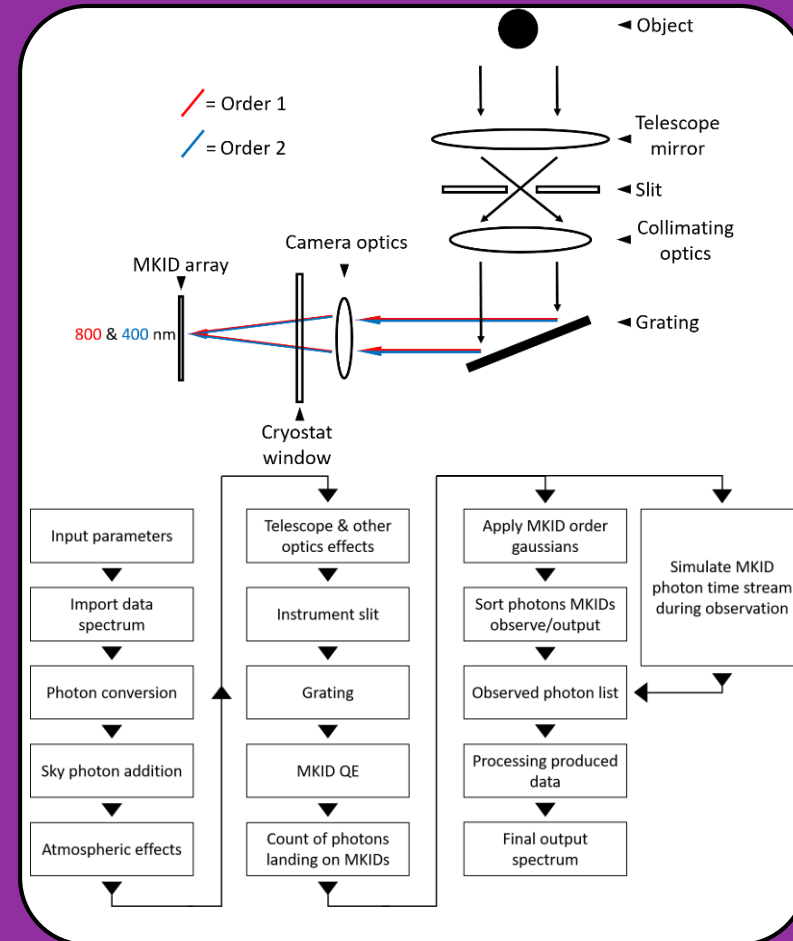 Object
= Order 1
Telescope
mirror
= Order 2
Slit
Collimating
optics
Camera optics
MKID array
Grating
800 & 400 nm
Cryostat
window
Input parameters
Import data
spectrum
Photon conversion
Sky photon addition
Atmospheric effects
Telescope & other
optics effects
Instrument slit
Grating
MKID QE
Count of photons
landing on MKIDs
Apply MKID order
gaussians
Sort photons MKIDs
observe/output
Observed photon list
Processing produced
data
Final output
spectrum
Simulate MKID
photon time stream
during observation